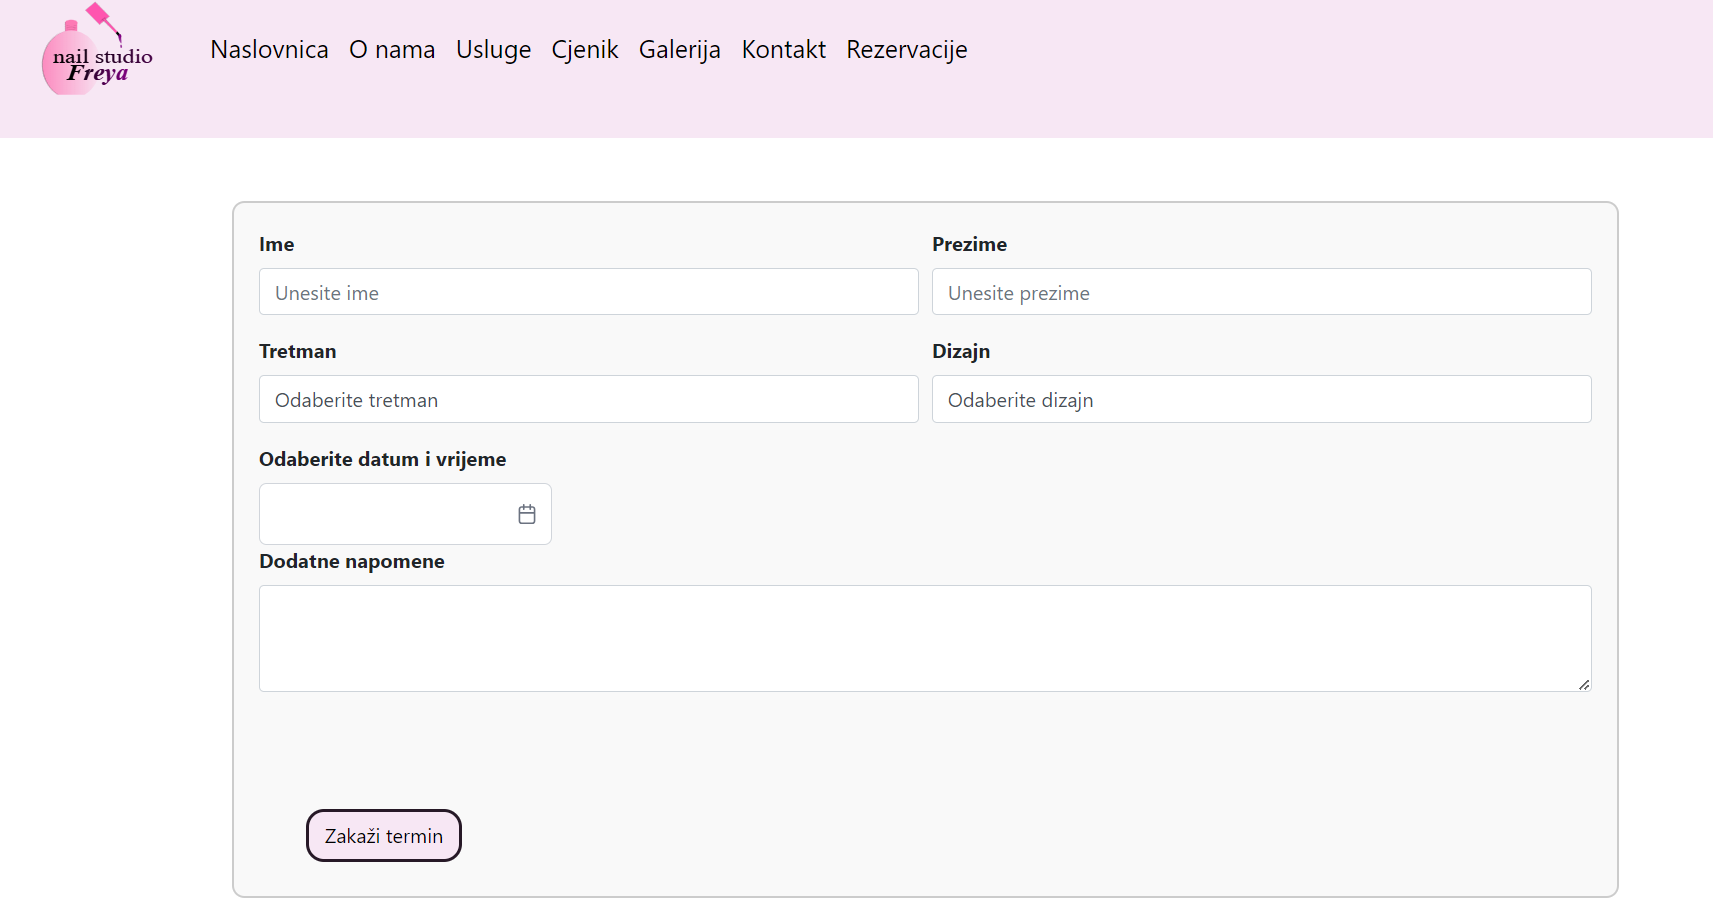 nail studio
Freya
Naslovnica O nama Usluge Cjenik Galerija Kontakt Rezervacije
Ime Prezime
Unesite ime Unesite prezime
Tretman Dizajn
Odaberite tretman Odaberite dizajn
Odaberite datum i vrijeme
Dodatne napomene
Zakaži termin